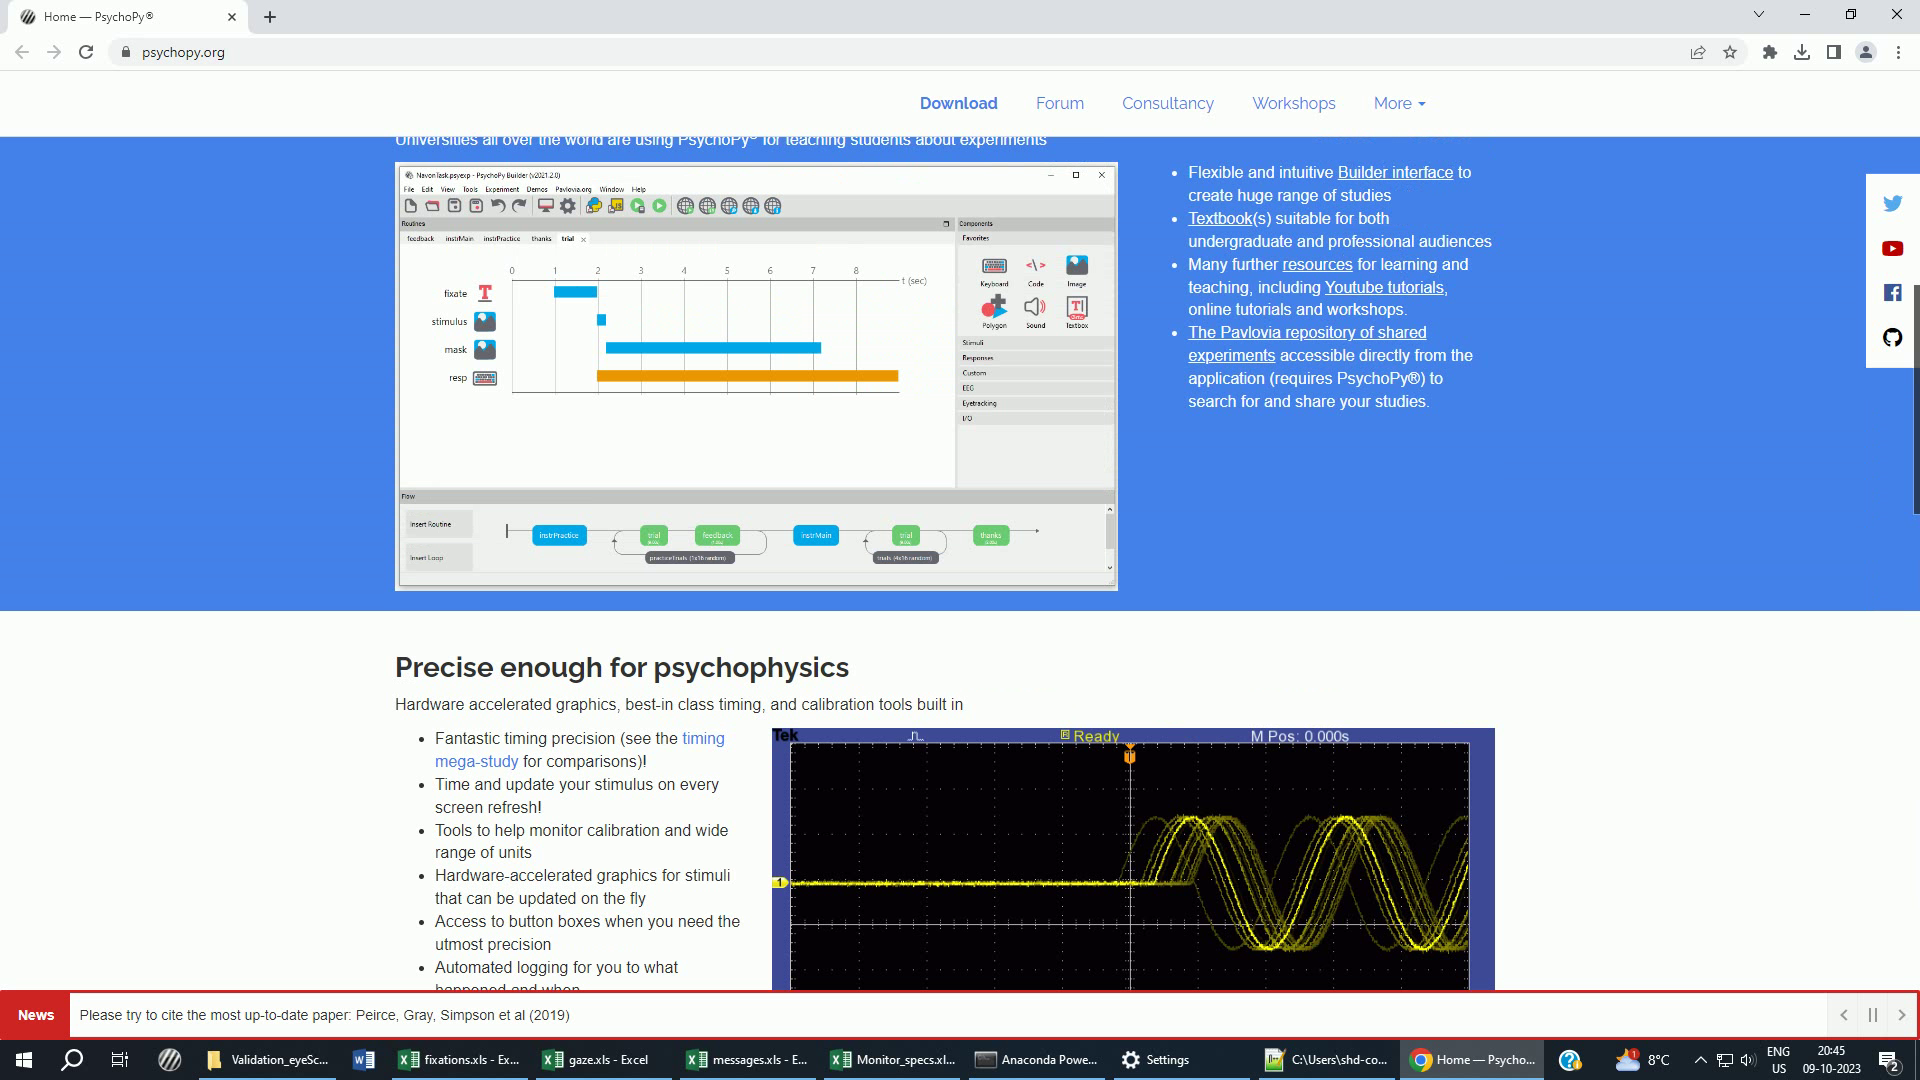 Home — PsychoPy®
psychopy.org
Download Forum Consultancy Workshops More
Universities all over the world are using PsychoPy® for teaching students about experiments
NavonTask.psyexp - PsychoPy Builder (v2021.2.0)
File Edit View Tools Experiment Demos Pavlovia.org Window Help
Routines
feedback instrMain instrPractice thanks trial
0 1 2 3 4 5 6 7 8
t (sec)
fixate
stimulus
mask
resp
Components
Favorites
Keyboard Code Image
Polygon Sound Textbox
Stimuli
Responses
Custom
EEG
Eyetracking
I/O
Flow
Insert Routine
Insert Loop
instrPractice trial feedback instrMain trial thanks
practiceTrials (1x16 random) trials (4x16 random)
• Flexible and intuitive Builder interface to
create huge range of studies
• Textbook(s) suitable for both
undergraduate and professional audiences
• Many further resources for learning and
teaching, including Youtube tutorials,
online tutorials and workshops.
• The Pavlovia repository of shared
experiments accessible directly from the
application (requires PsychoPy®) to
search for and share your studies.
Precise enough for psychophysics
Hardware accelerated graphics, best-in class timing, and calibration tools built in
• Fantastic timing precision (see the timing
mega-study for comparisons)!
• Time and update your stimulus on every
screen refresh!
• Tools to help monitor calibration and wide
range of units
• Hardware-accelerated graphics for stimuli
that can be updated on the fly
• Access to button boxes when you need the
utmost precision
• Automated logging for you to what
happened and when
Tek Ready M Pos: 0.000s
1
News Please try to cite the most up-to-date paper: Peirce, Gray, Simpson et al (2019)
Validation_eyeSc... fixations.xls - Ex... gaze.xls - Excel messages.xls - E... Monitor_specs.xl... Anaconda Powe... Settings C:\Users\shd-co... Home — Psycho... 1 8°C
ENG
US
20:45
09-10-2023
2